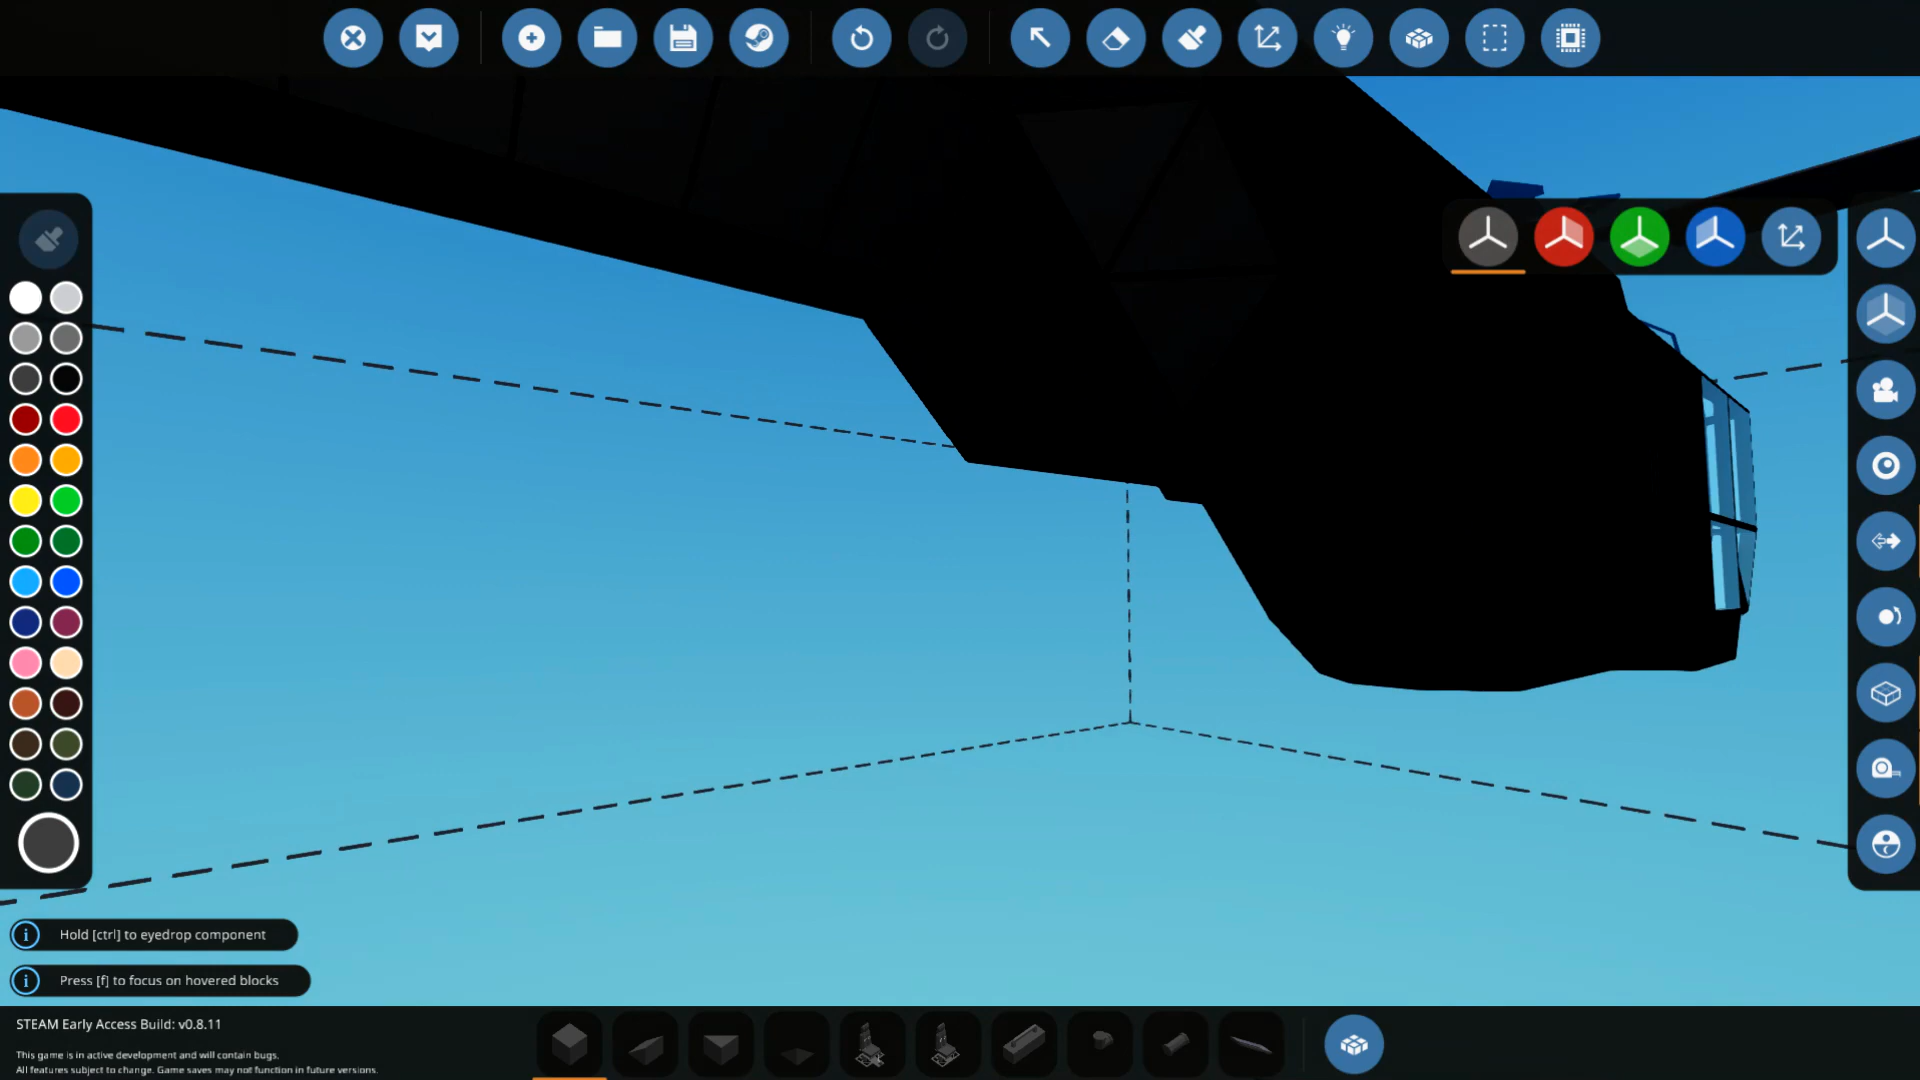 Hold [ctrl] to eyedrop component
Press [f] to focus on hovered blocks
STEAM Early Access Build: v0.8.11
This game is in active development and will contain bugs.
All features subject to change. Game saves may not function in future versions.